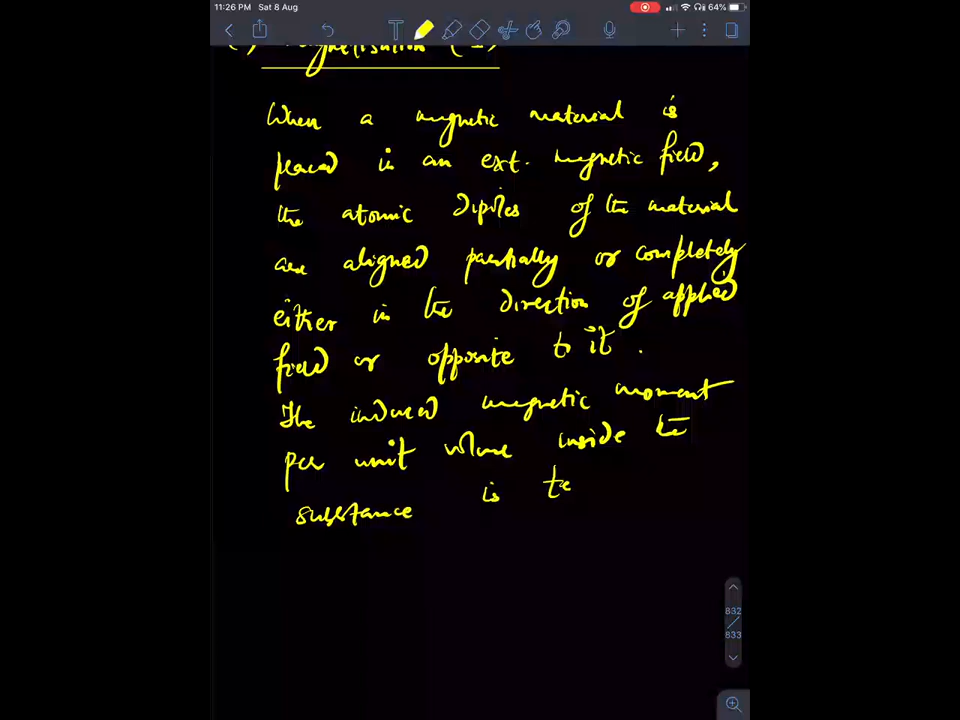 11:26 PM Sat 8 Aug 64%
Magnetisation (I)
When a magnetic material is
placed in an ext. magnetic field,
the atomic dipoles of the material
are aligned partially or completely
either in the direction of applied
field or opposite to it .
The induced magnetic moment
per unit volume inside the
substance is te
832
833